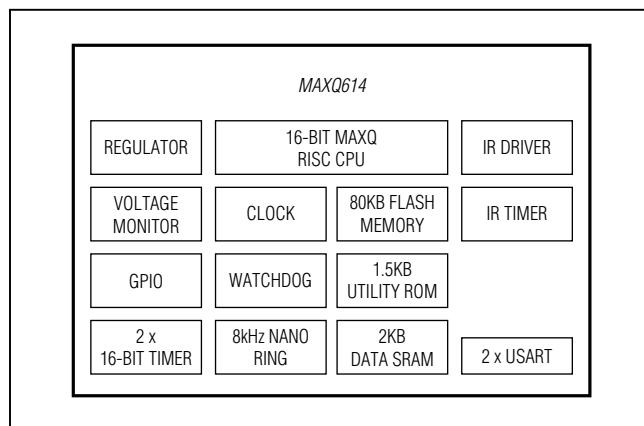 MAXQ614
REGULATOR
16-BIT MAXQ
RISC CPU
IR DRIVER
VOLTAGE
MONITOR
CLOCK
80KB FLASH
MEMORY
IR TIMER
GPIO
WATCHDOG
1.5KB
UTILITY ROM
2 x
16-BIT TIMER
8kHz NANO
RING
2KB
DATA SRAM
2 x USART